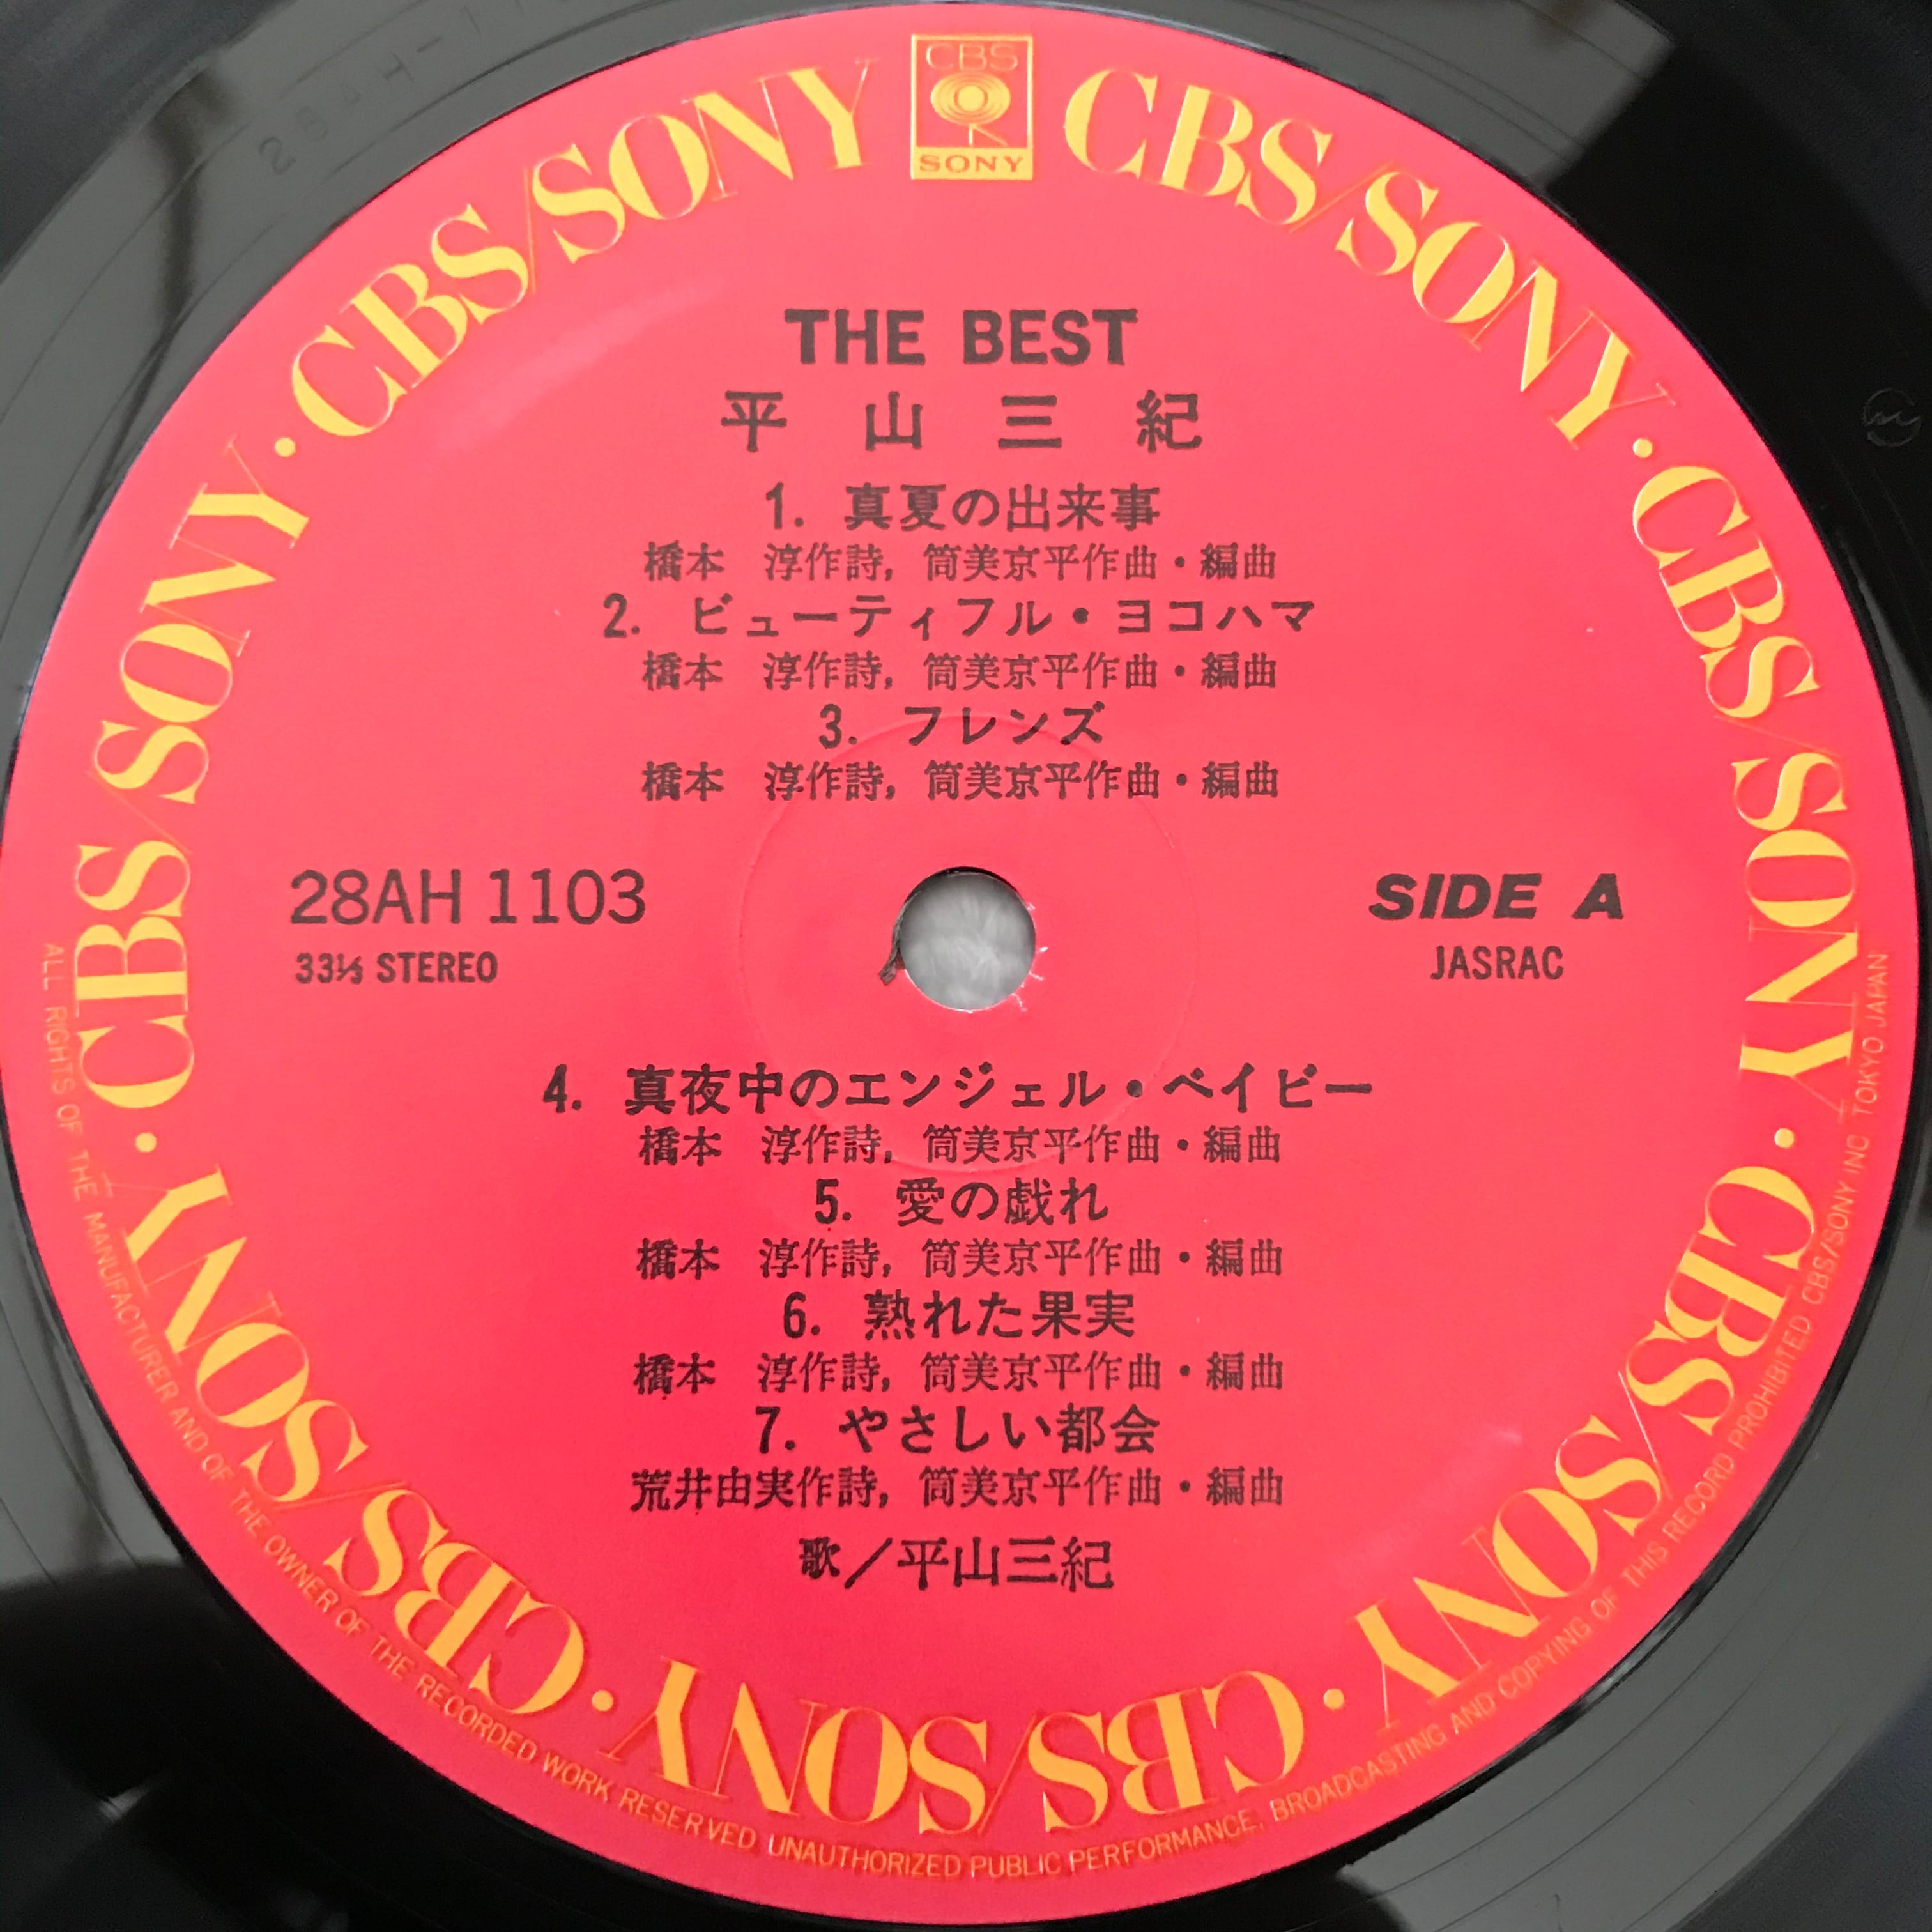 CBS
SONY
CBS/SONY · CBS/SONY · CBS/SONY · CBS/SONY · CBS/SONY · CBS/SONY · CBS/SONY · CBS/SONY
THE BEST
平山三紀
1. 真夏の出来事
橋本 淳作詩, 筒美京平作曲・編曲
2. ビューティフル・ヨコハマ
橋本 淳作詩, 筒美京平作曲・編曲
3. フレンズ
橋本 淳作詩, 筒美京平作曲・編曲
28AH 1103
33⅓ STEREO
SIDE A
JASRAC
4. 真夜中のエンジェル・ベイビー
橋本 淳作詩, 筒美京平作曲・編曲
5. 愛の戯れ
橋本 淳作詩, 筒美京平作曲・編曲
6. 熟れた果実
橋本 淳作詩, 筒美京平作曲・編曲
7. やさしい都会
荒井由実作詩, 筒美京平作曲・編曲
歌／平山三紀
ALL RIGHTS OF THE MANUFACTURER AND OF THE OWNER OF THE RECORDED WORK RESERVED. UNAUTHORIZED PUBLIC PERFORMANCE, BROADCASTING AND COPYING OF THIS RECORD PROHIBITED CBS/SONY INC TOKYO JAPAN